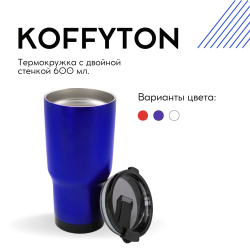 KOFFYTON
Термокружка с двойной
стенкой 600 мл.
Варианты цвета: